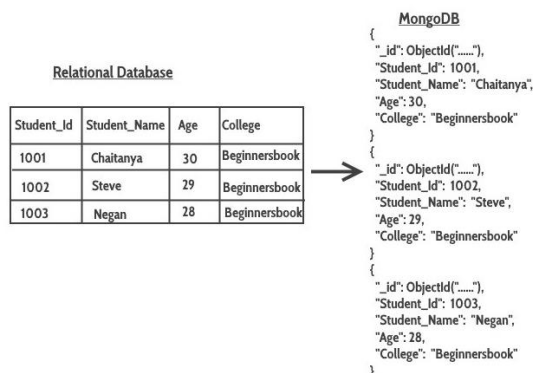 Relational Database
Student_Id Student_Name Age College
1001 Chaitanya 30 Beginnersbook
1002 Steve 29 Beginnersbook
1003 Negan 28 Beginnersbook
MongoDB
{
"_id": ObjectId("......"),
"Student_Id": 1001,
"Student_Name": "Chaitanya",
"Age": 30,
"College": "Beginnersbook"
}
{
"_id": ObjectId("......"),
"Student_Id": 1002,
"Student_Name": "Steve",
"Age": 29,
"College": "Beginnersbook"
}
{
"_id": ObjectId("......"),
"Student_Id": 1003,
"Student_Name": "Negan",
"Age": 28,
"College": "Beginnersbook"
}